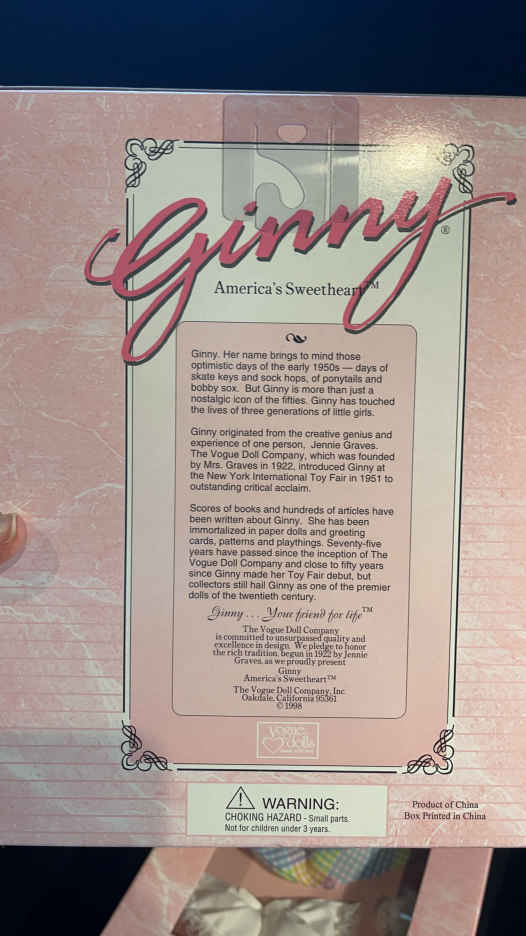 Ginny®
America's Sweetheart™
Ginny. Her name brings to mind those
optimistic days of the early 1950s — days of
skate keys and sock hops, of ponytails and
bobby sox. But Ginny is more than just a
nostalgic icon of the fifties. Ginny has touched
the lives of three generations of little girls.
Ginny originated from the creative genius and
experience of one person, Jennie Graves.
The Vogue Doll Company, which was founded
by Mrs. Graves in 1922, introduced Ginny at
the New York International Toy Fair in 1951 to
outstanding critical acclaim.
Scores of books and hundreds of articles have
been written about Ginny. She has been
immortalized in paper dolls and greeting
cards, patterns and playthings. Seventy-five
years have passed since the inception of The
Vogue Doll Company and close to fifty years
since Ginny made her Toy Fair debut, but
collectors still hail Ginny as one of the premier
dolls of the twentieth century.
Ginny . . . Your friend for life™
The Vogue Doll Company
is committed to unsurpassed quality and
excellence in design. We pledge to honor
the rich tradition, begun in 1922 by Jennie
Graves, as we proudly present
Ginny
America's Sweetheart™
The Vogue Doll Company, Inc
Oakdale, California 95361
© 1998
Vogue
dolls
WARNING:
CHOKING HAZARD - Small parts.
Not for children under 3 years.
Product of China
Box Printed in China